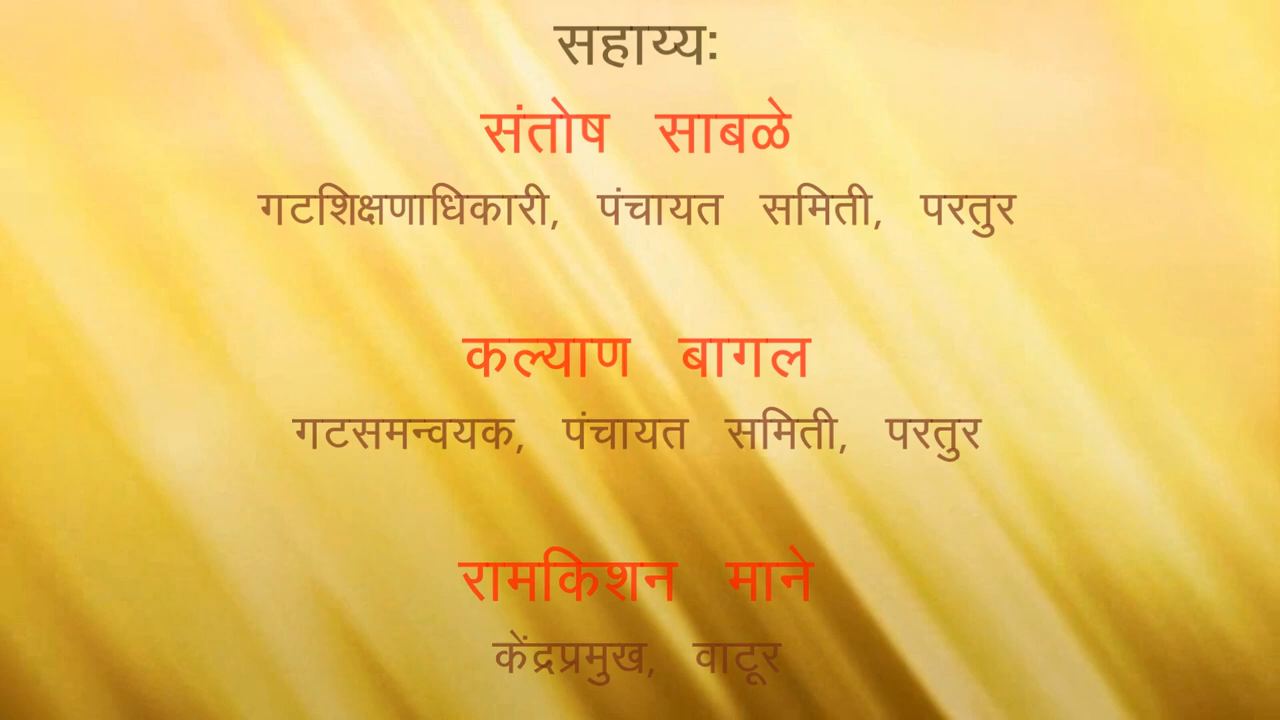 सहाय्यः
संतोष साबळे
गटशिक्षणाधिकारी, पंचायत समिती, परतुर
कल्याण बागल
गटसमन्वयक, पंचायत समिती, परतुर
रामकिशन माने
केंद्रप्रमुख, वाटूर